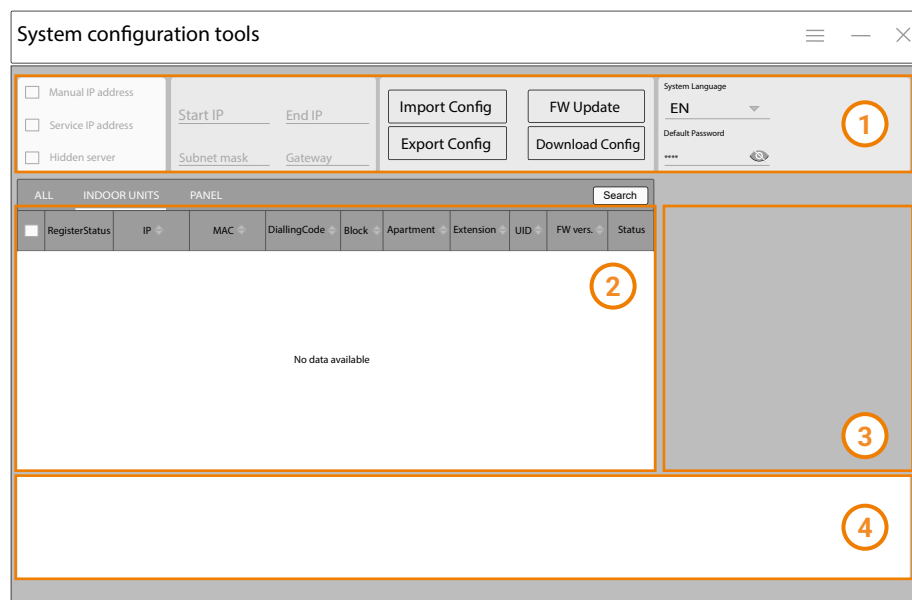 System configuration tools
Manual IP address
Service IP address
Hidden server
Start IP End IP
Subnet mask Gateway
Import Config FW Update
Export Config Download Config
System Language
EN
Default Password
••••
1
ALL INDOOR UNITS PANEL Search
RegisterStatus IP MAC DiallingCode Block Apartment Extension UID FW vers. Status
2
No data available
3
4